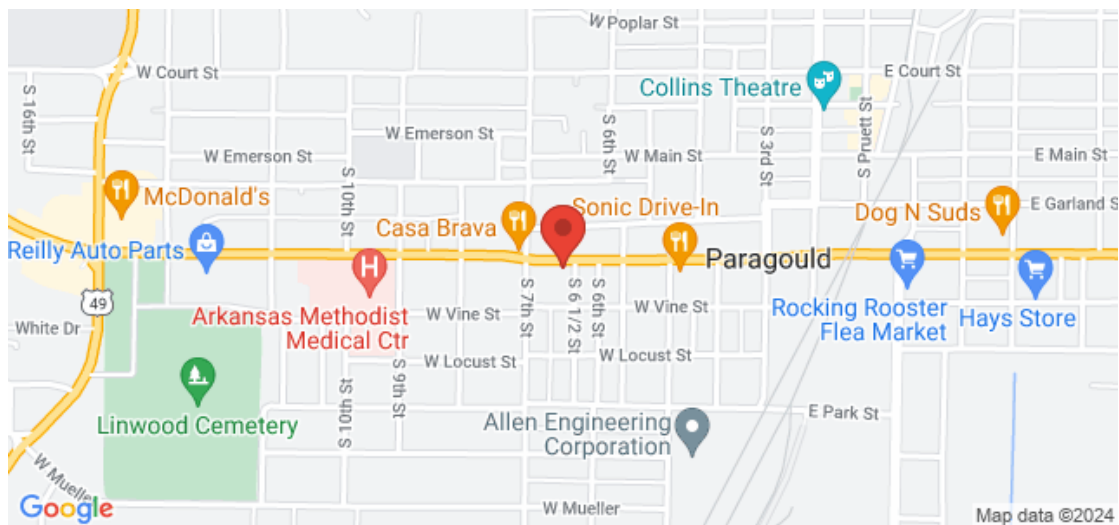 W Poplar St
W Court St
E Court St
Collins Theatre
S 16th St
W Emerson St
S 6th St
S 3rd St
S Pruett St
W Emerson St
W Main St
E Main St
McDonald's
S 10th St
Sonic Drive-In
E Garland S
Casa Brava
Dog N Suds
Reilly Auto Parts
Paragould
49
H
Arkansas Methodist
Medical Ctr
S 7th St
S 6 1/2 St
S 6th St
W Vine St
W Vine St
Rocking Rooster
Flea Market
Hays Store
White Dr
W Locust St
W Locust St
S 9th St
S 10th St
Linwood Cemetery
Allen Engineering
Corporation
E Park St
W Mueller
W Mueller
Google
Map data ©2024